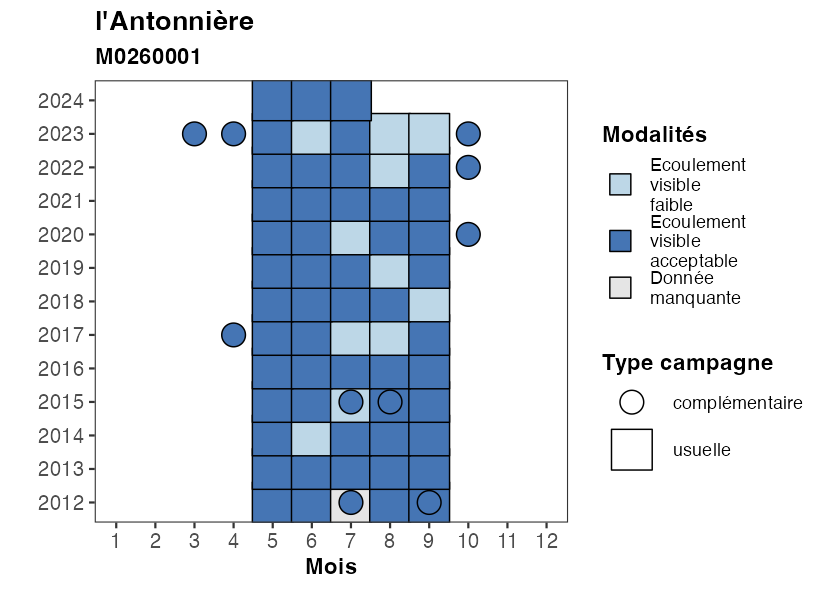 l'Antonnière
M0260001
2024
2023
2022
2021
2020
2019
2018
2017
2016
2015
2014
2013
2012
1 2 3 4 5 6 7 8 9 10 11 12
Mois
Modalités
Ecoulement
visible
faible
Ecoulement
visible
acceptable
Donnée
manquante
Type campagne
complémentaire
usuelle